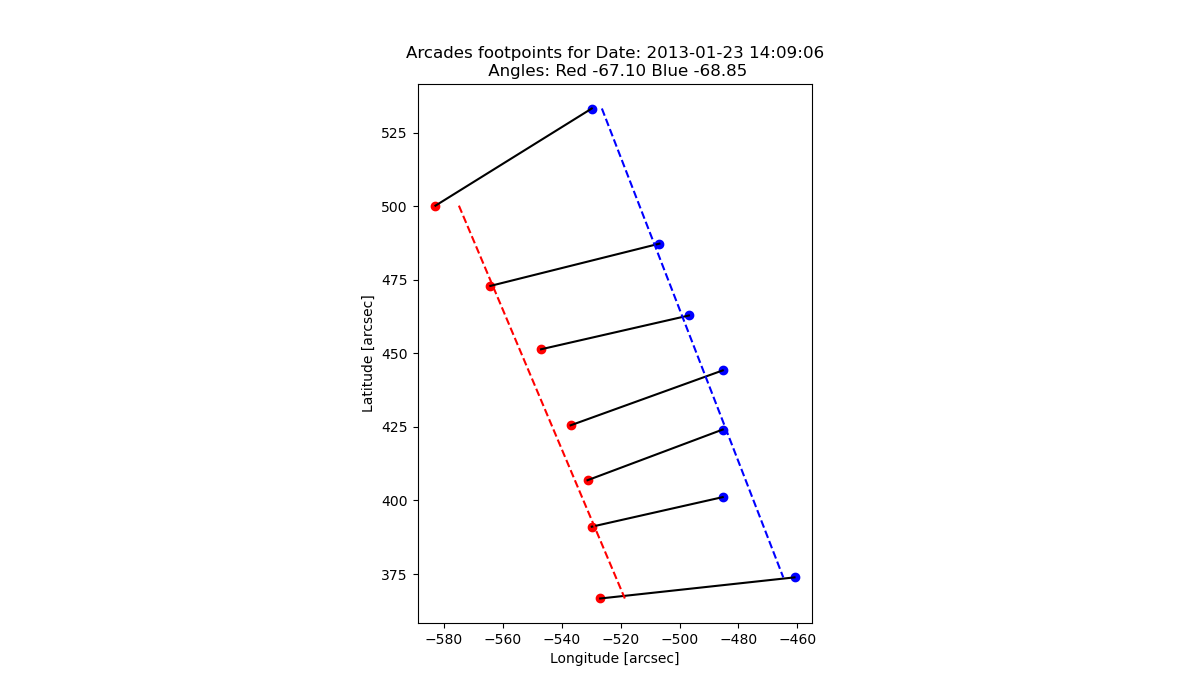 Arcades footpoints for Date: 2013-01-23 14:09:06
Angles: Red -67.10 Blue -68.85
525
500
475
450
425
400
375
Latitude [arcsec]
−580 −560 −540 −520 −500 −480 −460
Longitude [arcsec]